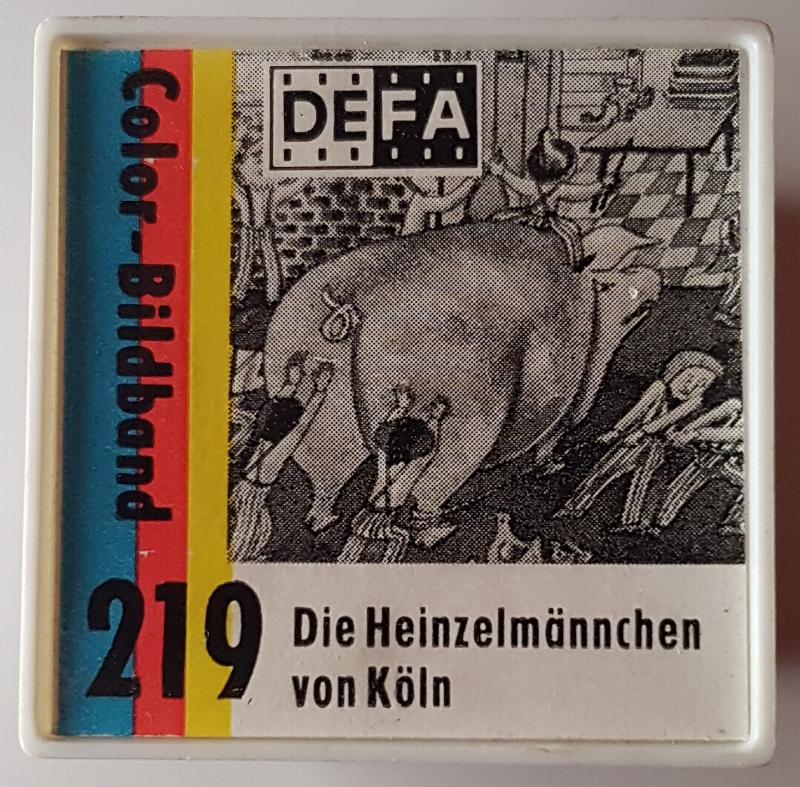 DEFA
Color-Bildband
219
Die Heinzelmännchen
von Köln